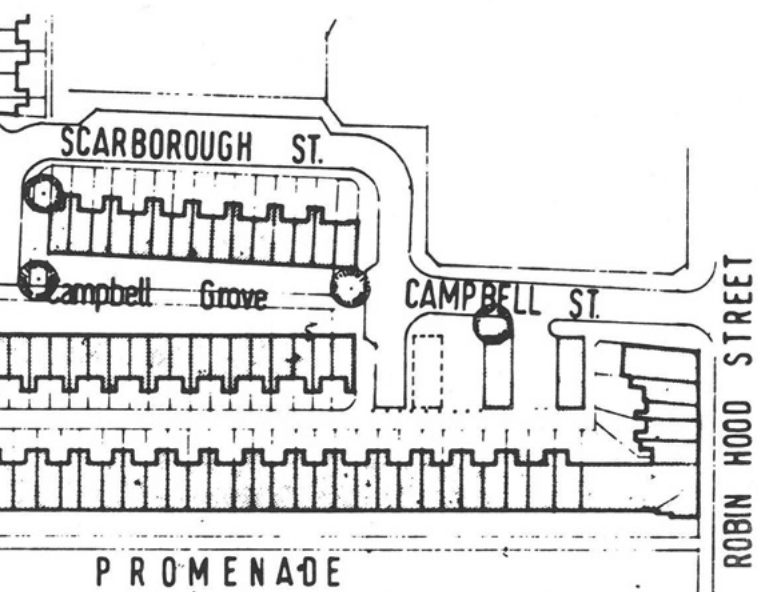 SCARBOROUGH ST.
Campbell Grove
CAMPBELL ST.
ROBIN HOOD STREET
PROMENADE